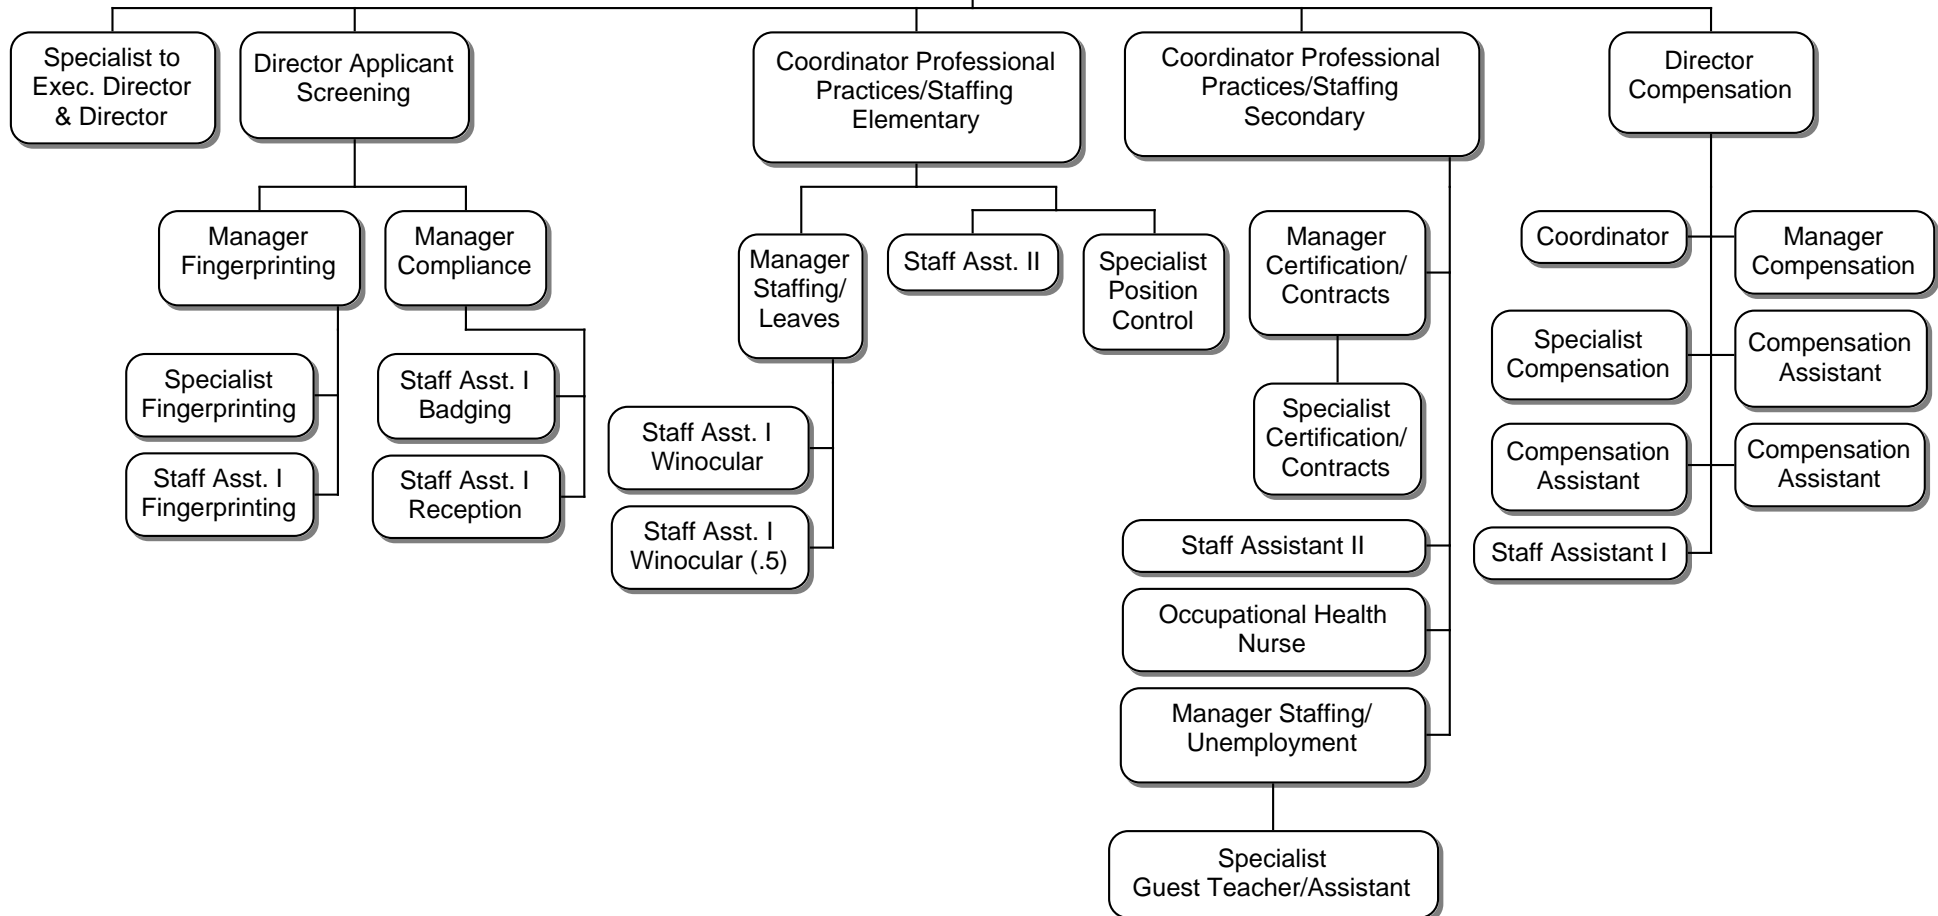 Specialist to
Exec. Director
& Director
Director Applicant
Screening
Coordinator Professional
Practices/Staffing
Elementary
Coordinator Professional
Practices/Staffing
Secondary
Director
Compensation
Manager
Fingerprinting
Manager
Compliance
Specialist
Fingerprinting
Staff Asst. I
Fingerprinting
Staff Asst. I
Badging
Staff Asst. I
Reception
Manager
Staffing/
Leaves
Staff Asst. II
Specialist
Position
Control
Staff Asst. I
Winocular
Staff Asst. I
Winocular (.5)
Manager
Certification/
Contracts
Specialist
Certification/
Contracts
Staff Assistant II
Occupational Health
Nurse
Manager Staffing/
Unemployment
Specialist
Guest Teacher/Assistant
Coordinator
Manager
Compensation
Specialist
Compensation
Compensation
Assistant
Compensation
Assistant
Compensation
Assistant
Staff Assistant I